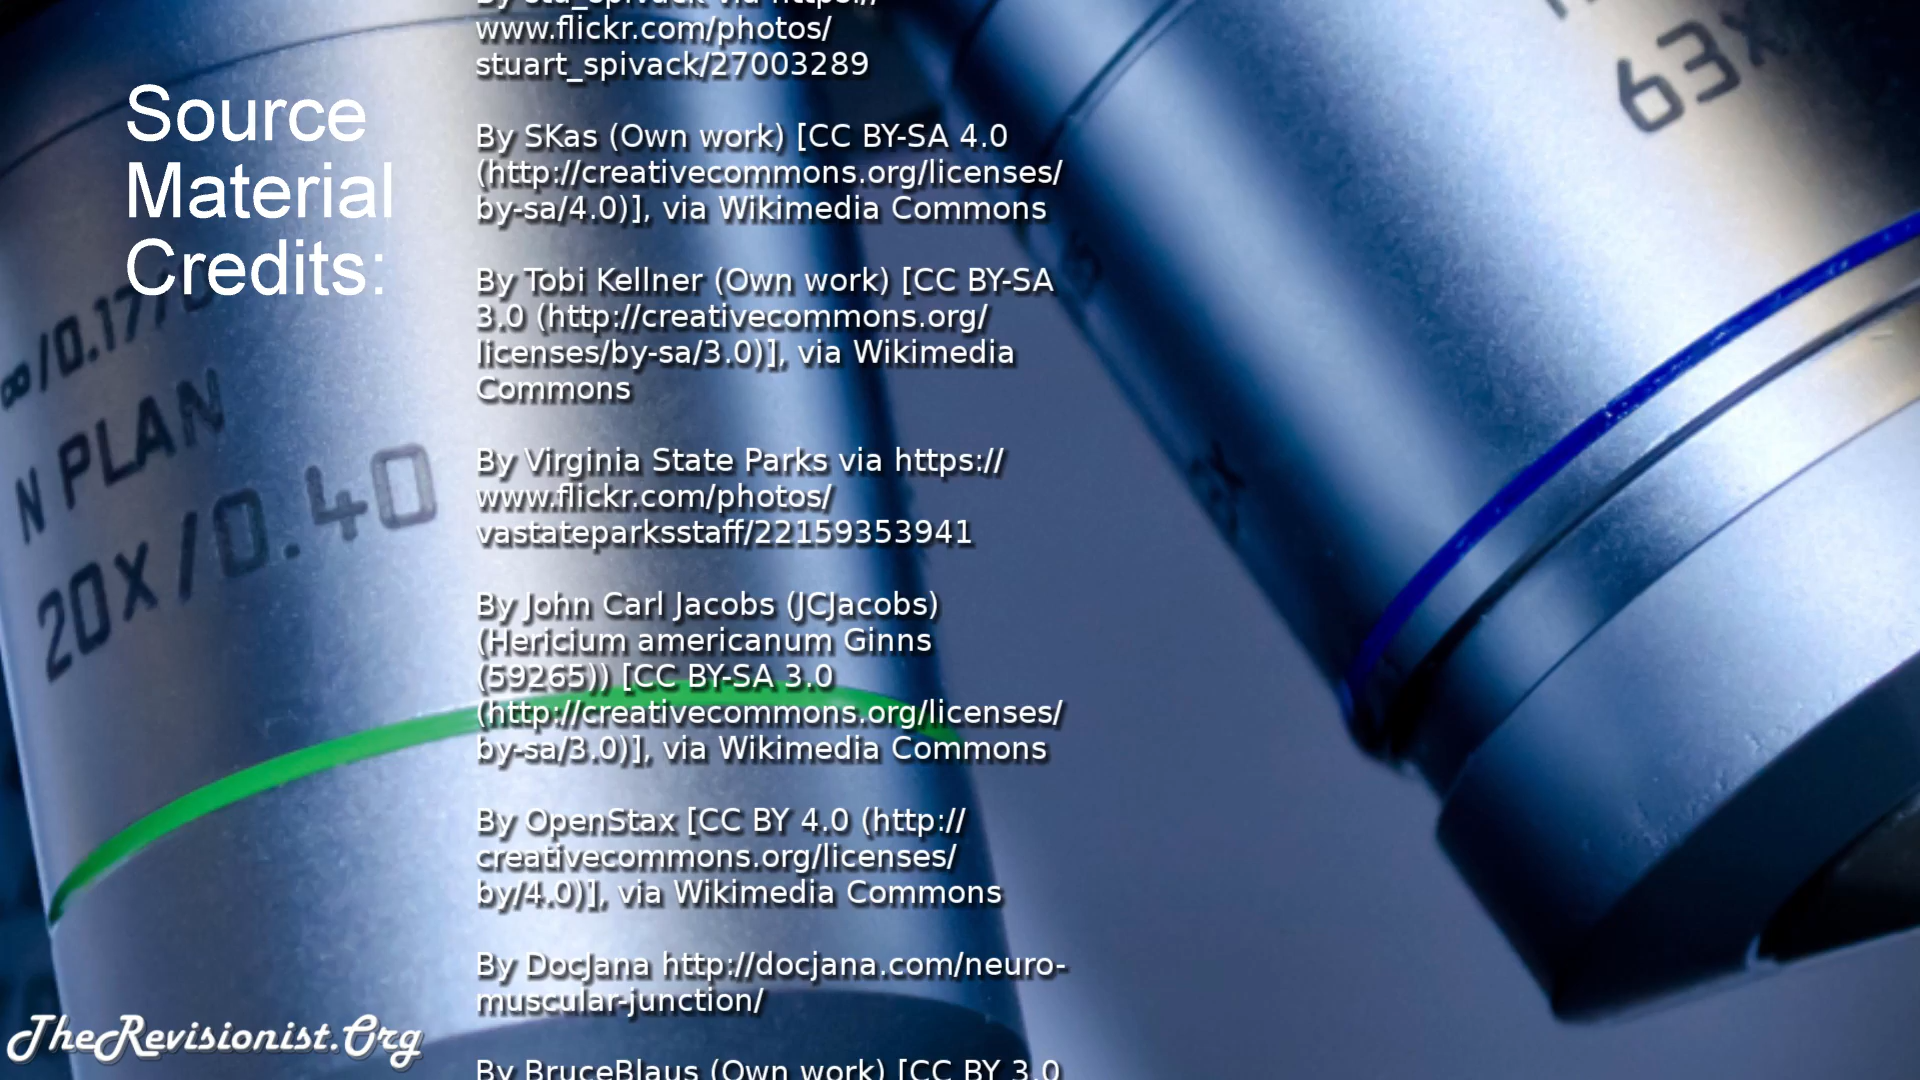 Source
Material
Credits:
By stu_spivack via https://
www.flickr.com/photos/
stuart_spivack/27003289
By SKas (Own work) [CC BY-SA 4.0
(http://creativecommons.org/licenses/
by-sa/4.0)], via Wikimedia Commons
By Tobi Kellner (Own work) [CC BY-SA
3.0 (http://creativecommons.org/
licenses/by-sa/3.0)], via Wikimedia
Commons
By Virginia State Parks via https://
www.flickr.com/photos/
vastateparksstaff/22159353941
By John Carl Jacobs (JCJacobs)
(Hericium americanum Ginns
(59265)) [CC BY-SA 3.0
(http://creativecommons.org/licenses/
by-sa/3.0)], via Wikimedia Commons
By OpenStax [CC BY 4.0 (http://
creativecommons.org/licenses/
by/4.0)], via Wikimedia Commons
By DocJana http://docjana.com/neuro-
muscular-junction/
By BruceBlaus (Own work) [CC BY 3.0
∞/0.17/
N PLAN
20X/0.40
63X
TheRevisionist.Org